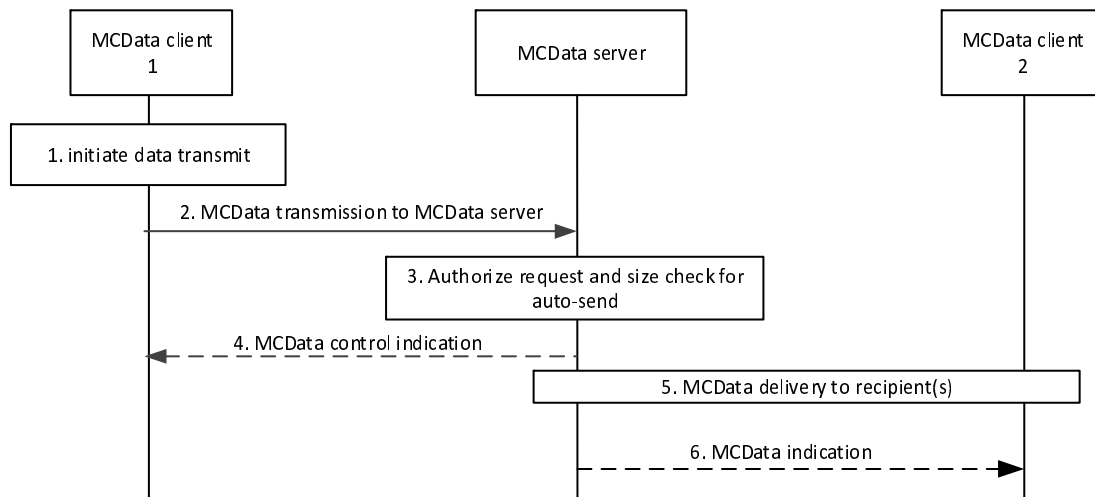 MCData client
1
MCData server
MCData client
2
1. initiate data transmit
2. MCData transmission to MCData server
3. Authorize request and size check for
auto-send
4. MCData control indication
5. MCData delivery to recipient(s)
6. MCData indication